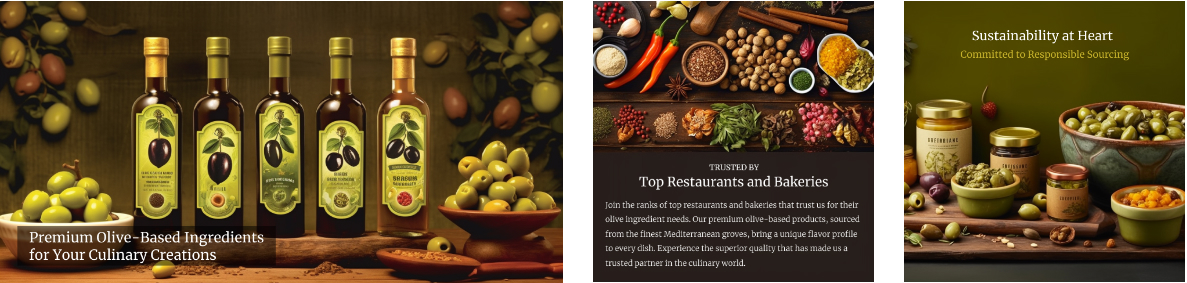 Premium Olive-Based Ingredients
for Your Culinary Creations
TRUSTED BY
Top Restaurants and Bakeries
Join the ranks of top restaurants and bakeries that trust us for their
olive ingredient needs. Our premium olive-based products, sourced
from the finest Mediterranean groves, bring a unique flavor profile
to every dish. Experience the superior quality that has made us a
trusted partner in the culinary world.
Sustainability at Heart
Committed to Responsible Sourcing